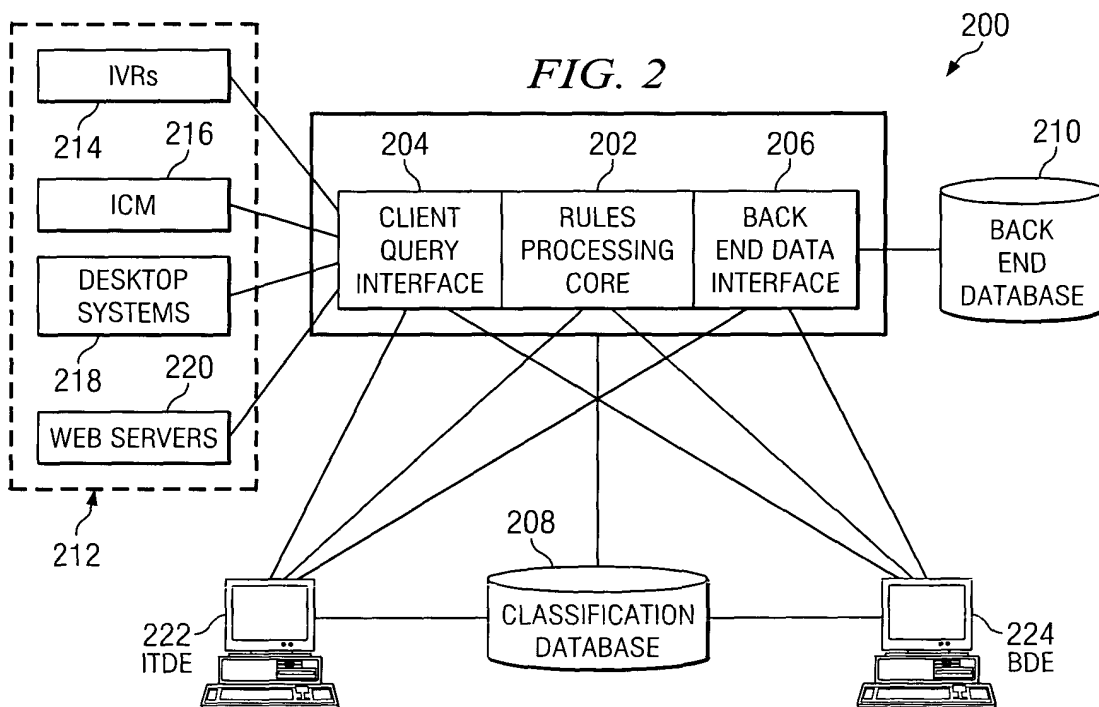 FIG. 2
200
IVRs
214
216
ICM
DESKTOP
SYSTEMS
218
220
WEB SERVERS
212
204
202
206
CLIENT
QUERY
INTERFACE
RULES
PROCESSING
CORE
BACK
END DATA
INTERFACE
210
BACK
END
DATABASE
208
CLASSIFICATION
DATABASE
222
ITDE
224
BDE